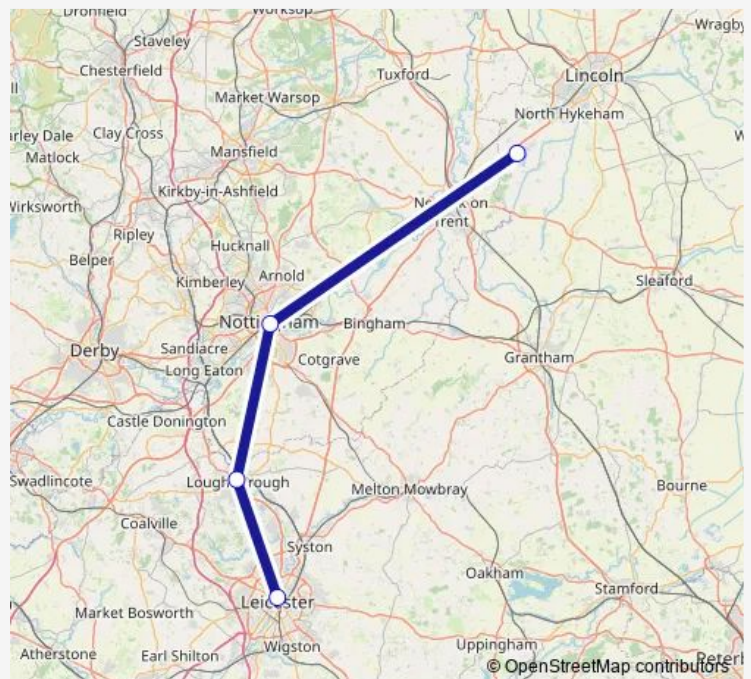 Dronfield
Worksop
Wragby
Staveley
Chesterfield
Tuxford
Lincoln
Market Warsop
North Hykeham
Clay Cross
Matlock
Mansfield
Kirkby-in-Ashfield
Ripley
Hucknall
Belper
Kimberley
Arnold
Sleaford
Bingham
Derby
Sandiacre
Long Eaton
Cotgrave
Grantham
Castle Donington
Swadlincote
Melton Mowbray
Bourne
Coalville
Syston
Oakham
Stamford
Market Bosworth
Atherstone
Earl Shilton
Wigston
Uppingham
© OpenStreetMap contributors